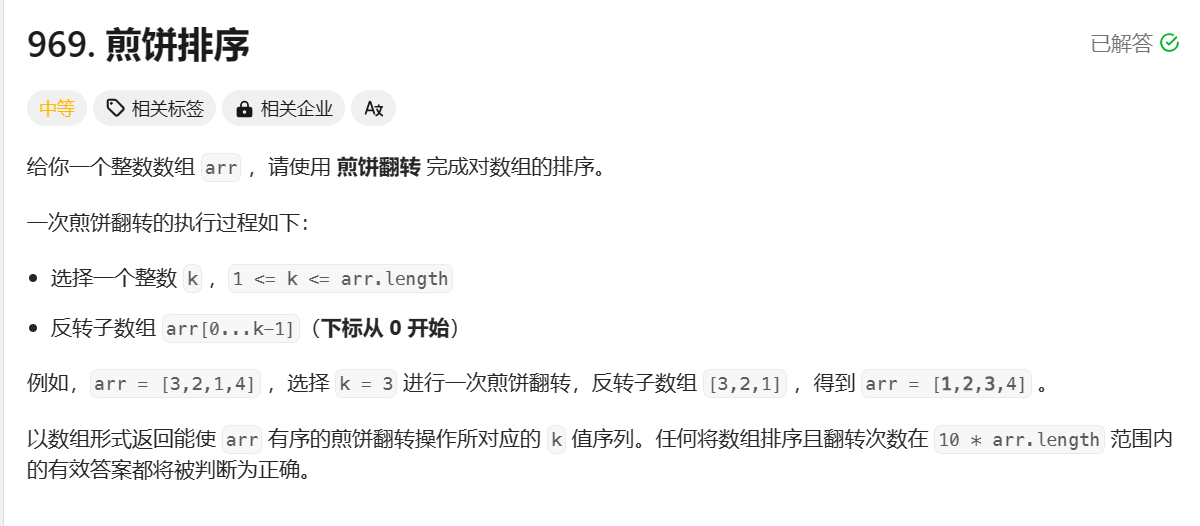 969. 煎饼排序
已解答
中等
相关标签
相关企业
给你一个整数数组 arr ，请使用 煎饼翻转 完成对数组的排序。
一次煎饼翻转的执行过程如下：
• 选择一个整数 k ，1 <= k <= arr.length
• 反转子数组 arr[0...k-1]（下标从 0 开始）
例如，arr = [3,2,1,4] ，选择 k = 3 进行一次煎饼翻转，反转子数组 [3,2,1] ，得到 arr = [1,2,3,4] 。
以数组形式返回能使 arr 有序的煎饼翻转操作所对应的 k 值序列。任何将数组排序且翻转次数在 10 * arr.length 范围内
的有效答案都将被判断为正确。